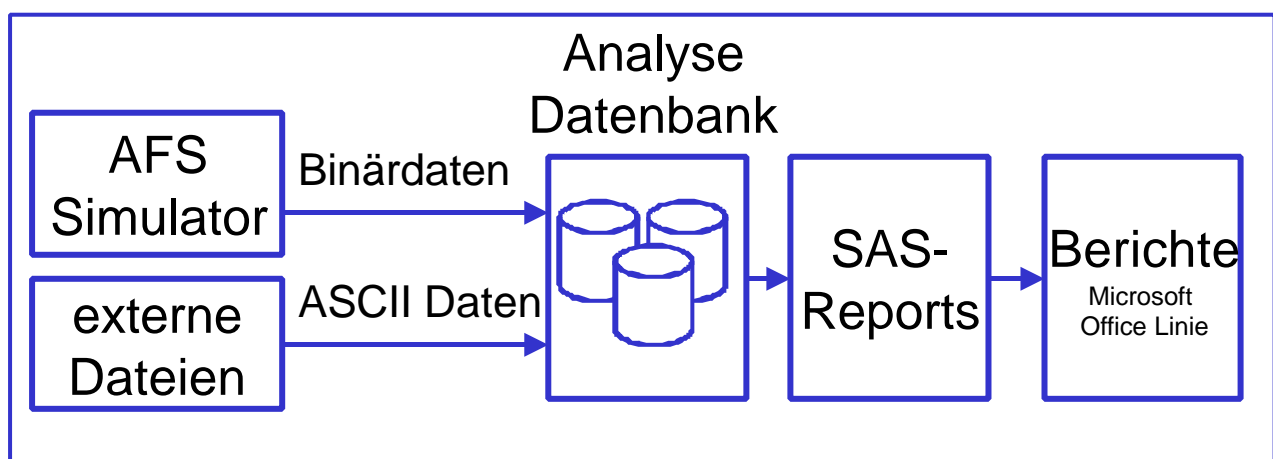 Analyse
Datenbank
AFS
Simulator
Binärdaten
externe
Dateien
ASCII Daten
SAS-
Reports
Berichte
Microsoft
Office Linie